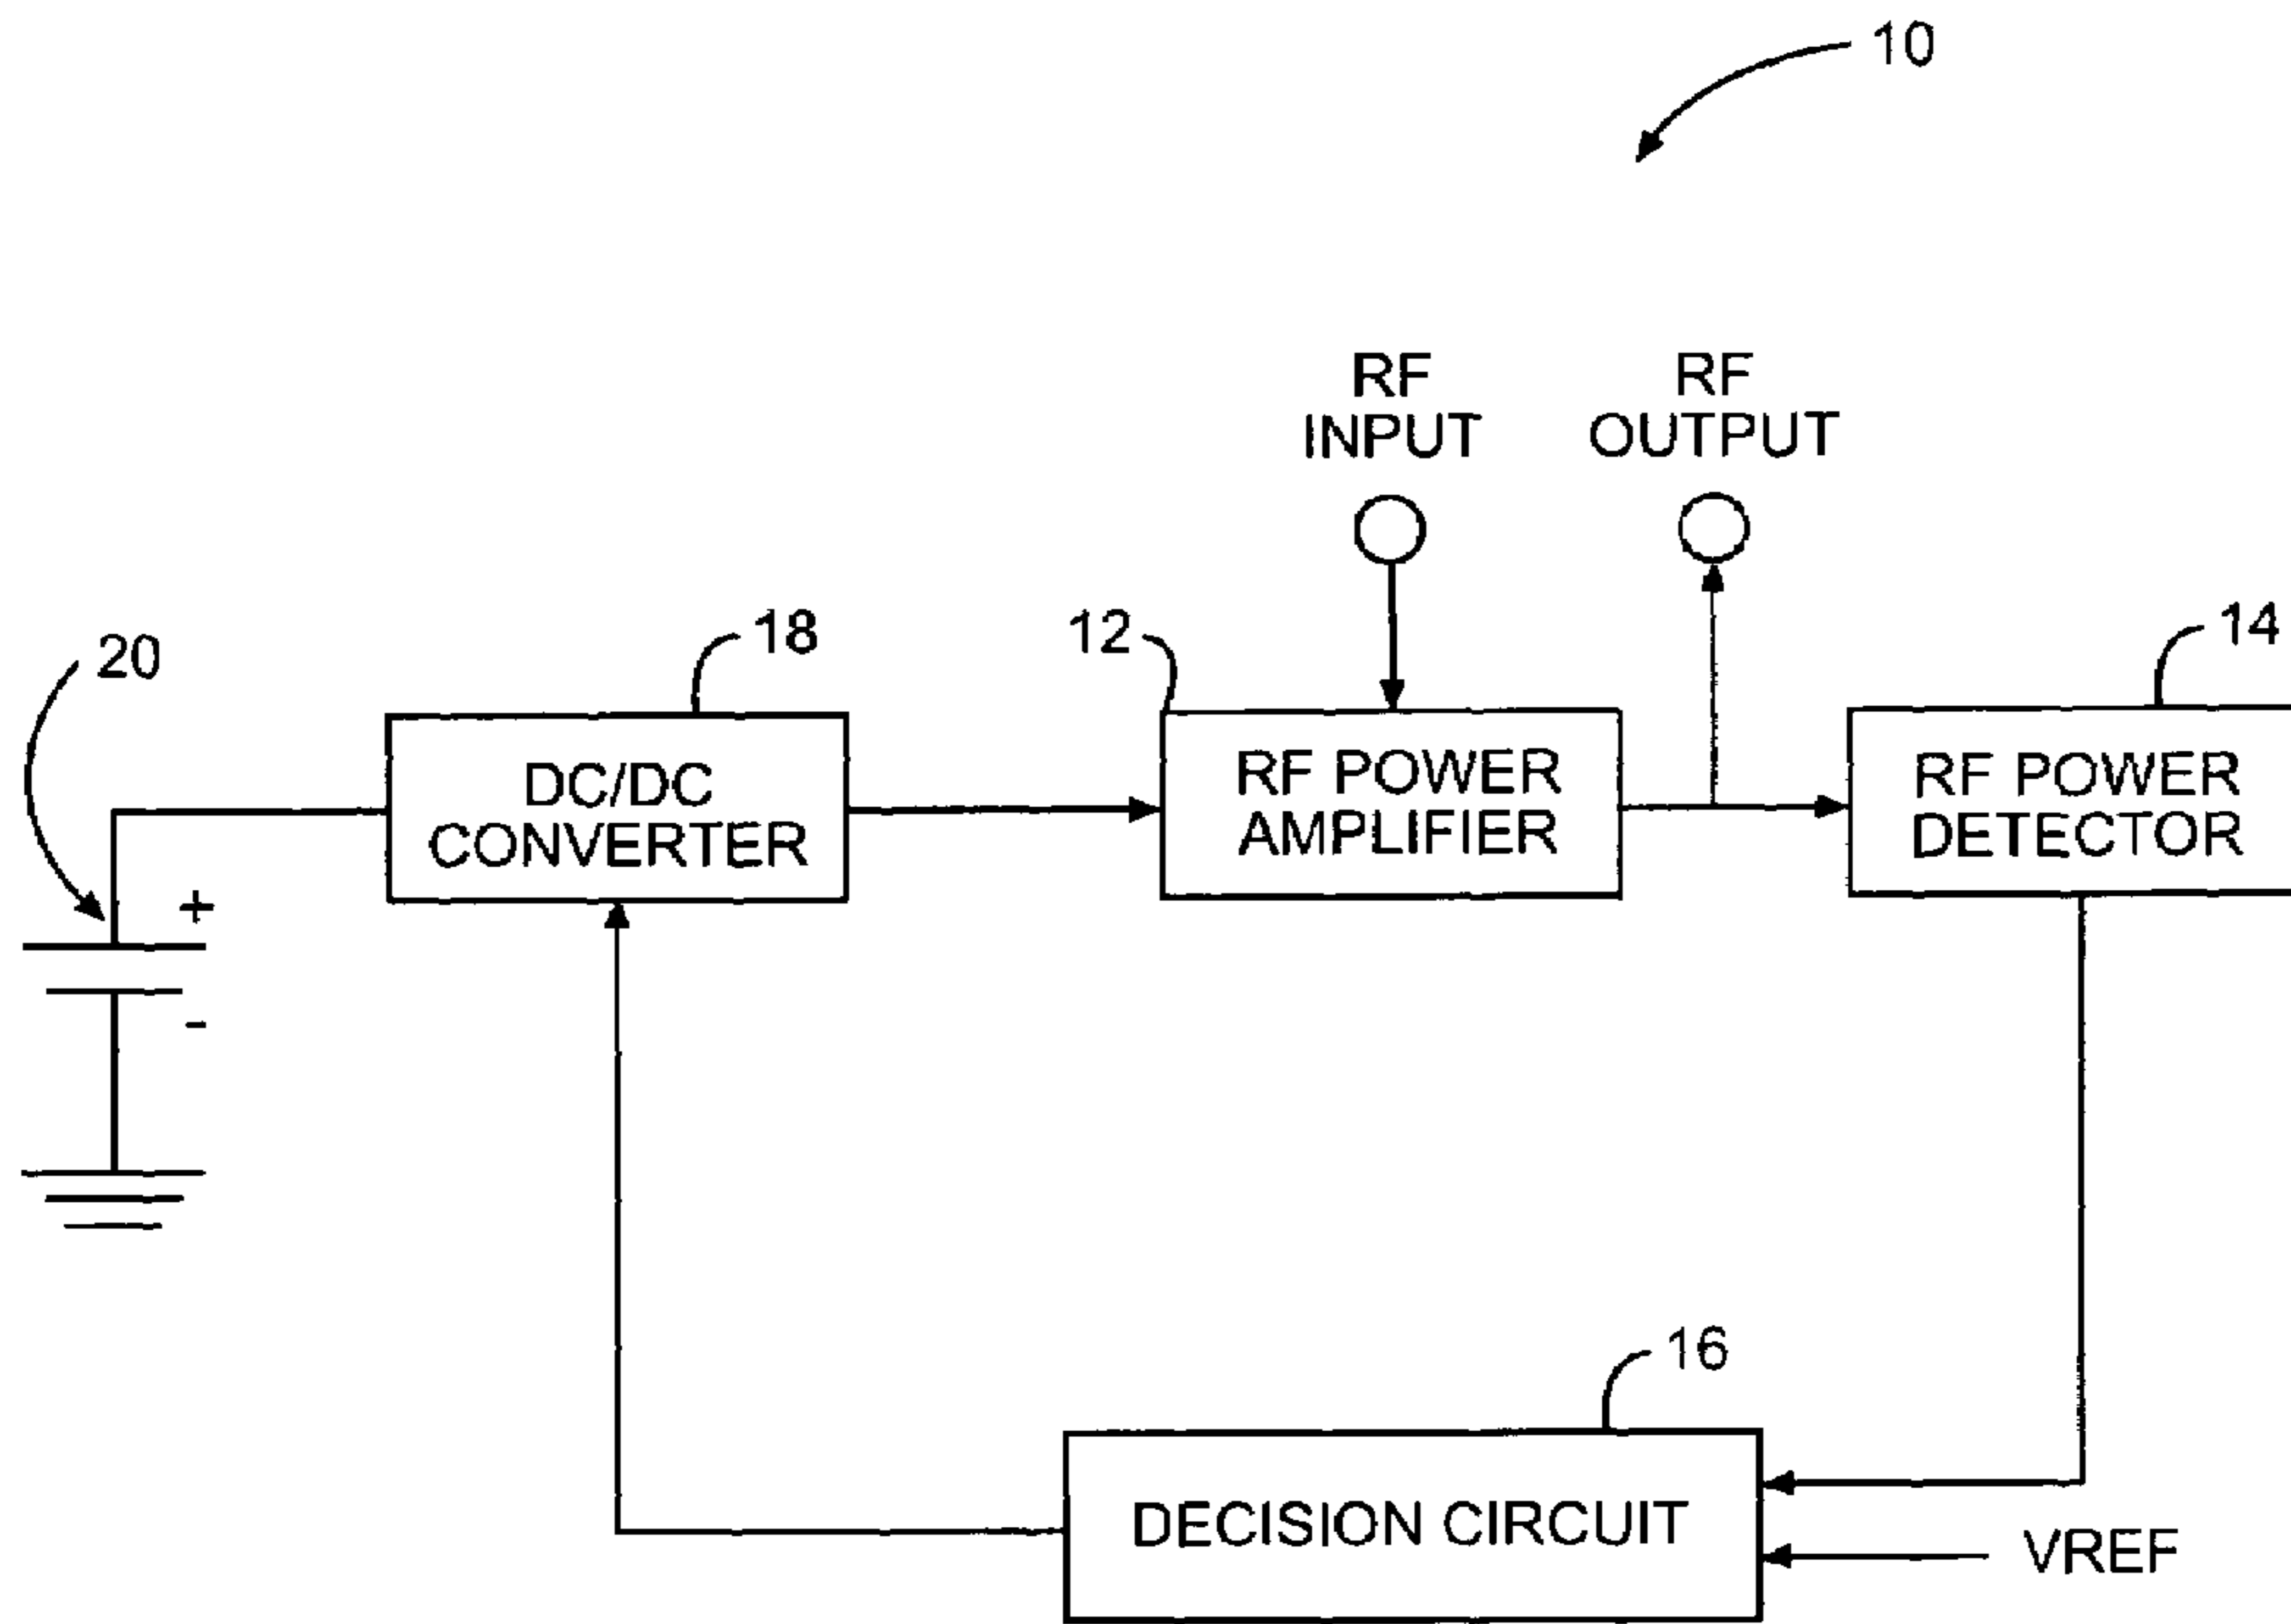 10
RF
INPUT
RF
OUTPUT
20
18
12
14
DC/DC
CONVERTER
RF POWER
AMPLIFIER
RF POWER
DETECTOR
+
-
16
DECISION CIRCUIT
VREF